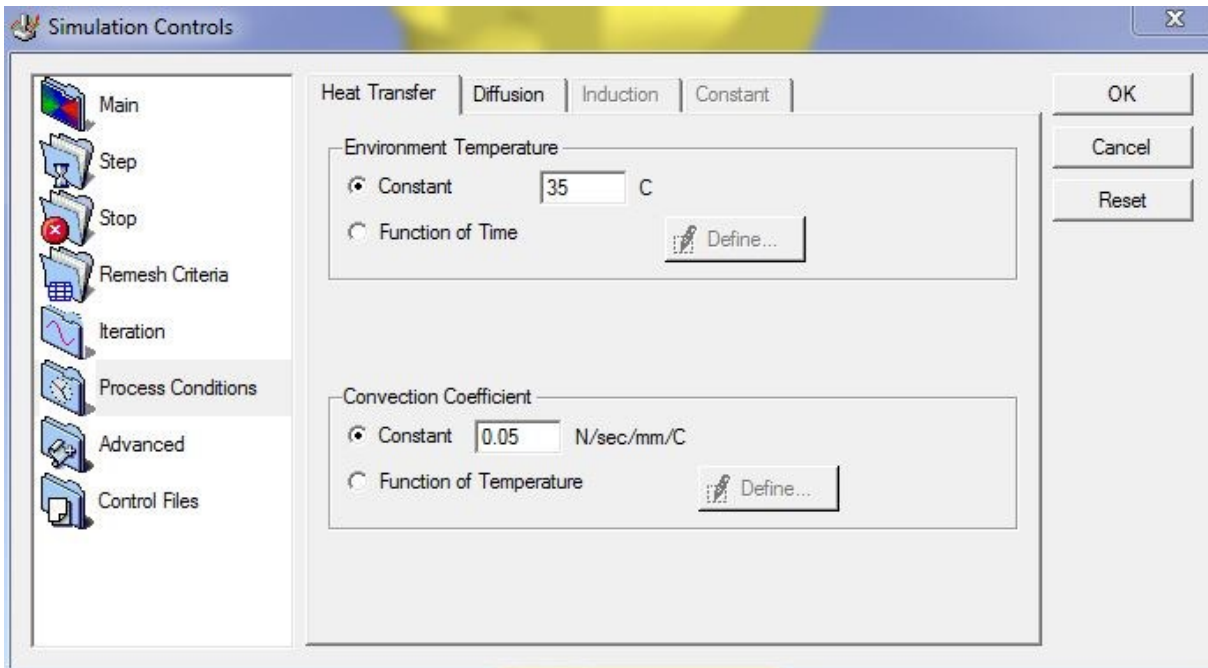 Simulation Controls
Main
Step
Stop
Remesh Criteria
Iteration
Process Conditions
Advanced
Control Files
Heat Transfer Diffusion Induction Constant
Environment Temperature
Constant 35 C
Function of Time Define...
Convection Coefficient
Constant 0.05 N/sec/mm/C
Function of Temperature Define...
OK
Cancel
Reset